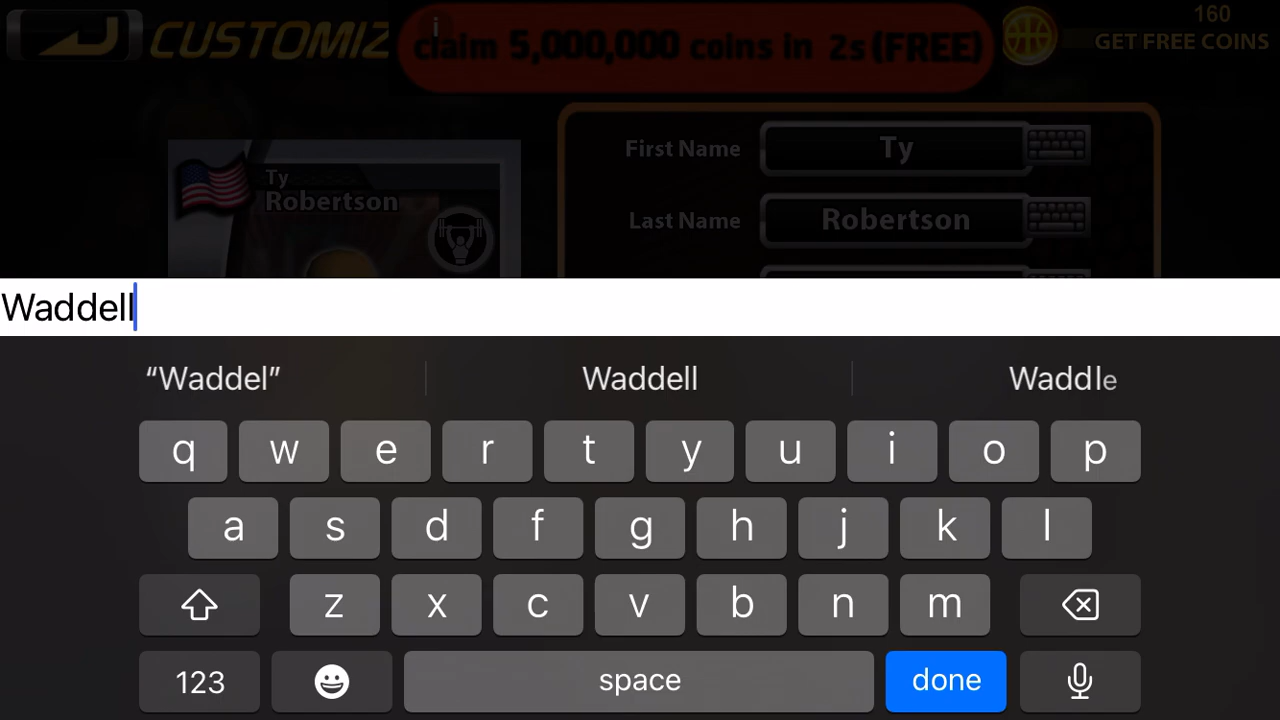 CUSTOMIZ
i
claim 5,000,000 coins in 2s (FREE)
160
GET FREE COINS
First Name
Ty
Ty
Robertson
Last Name
Robertson
Waddell
“Waddel”
Waddell
Waddle
q w e r t y u i o p
a s d f g h j k l
z x c v b n m
123
space
done